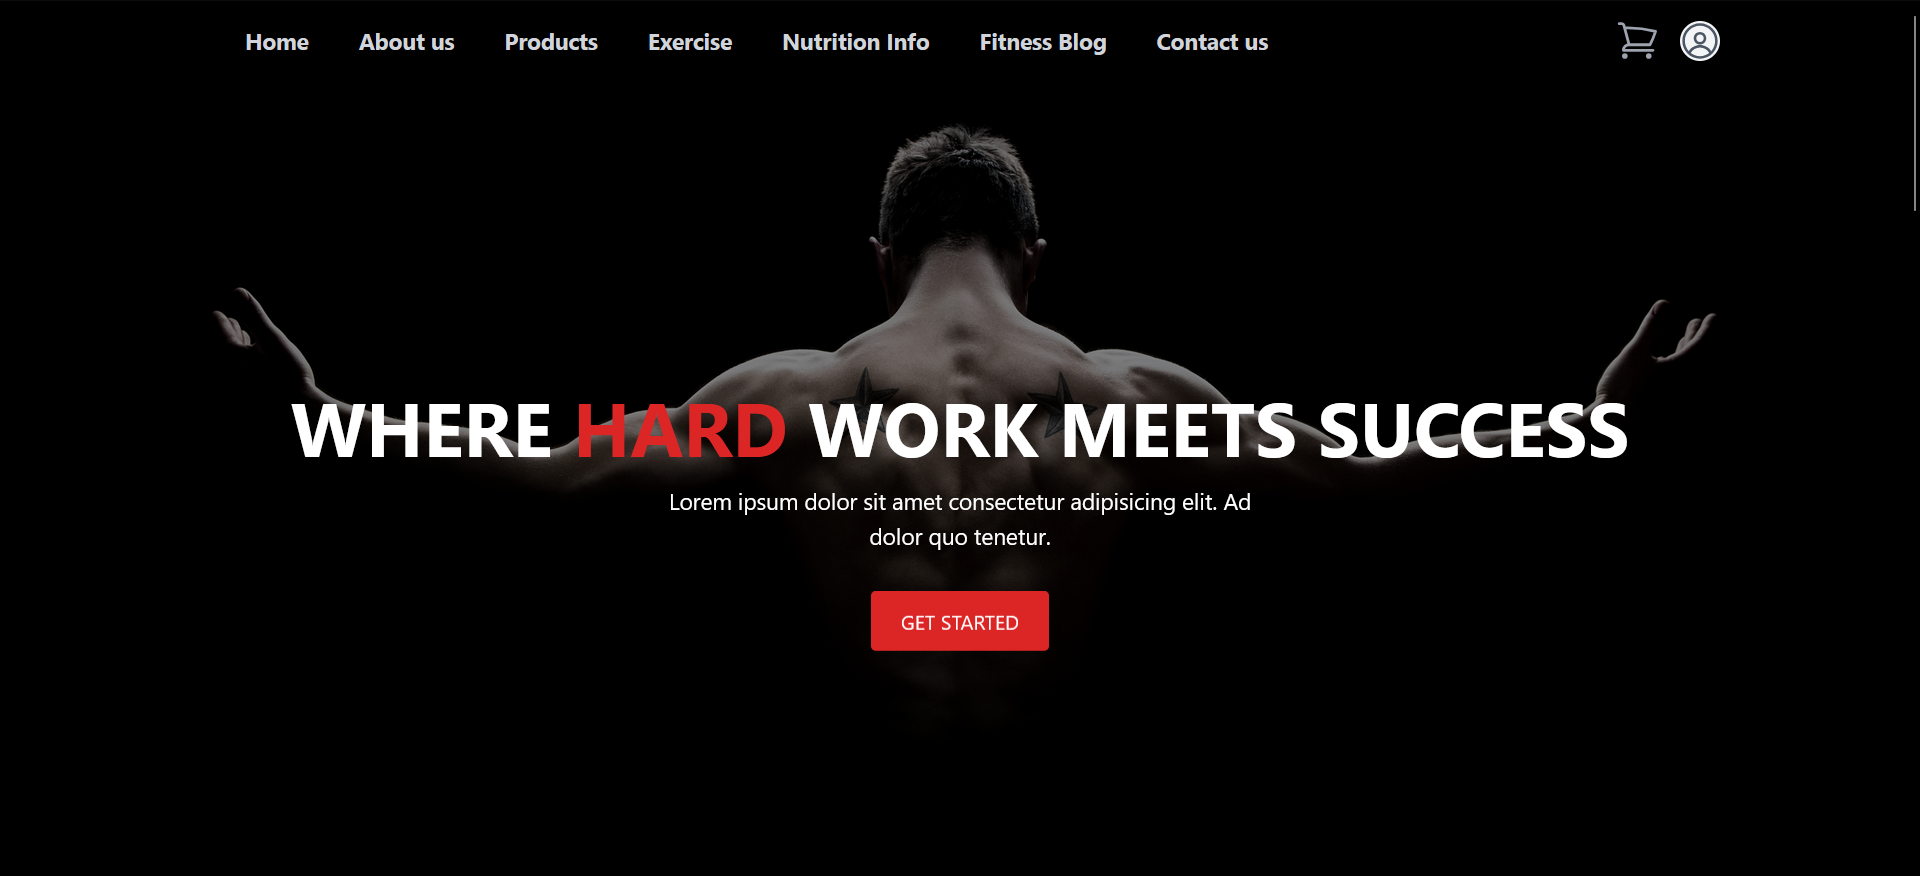 Home About us Products Exercise Nutrition Info Fitness Blog Contact us
WHERE HARD WORK MEETS SUCCESS
Lorem ipsum dolor sit amet consectetur adipisicing elit. Ad
dolor quo tenetur.
GET STARTED